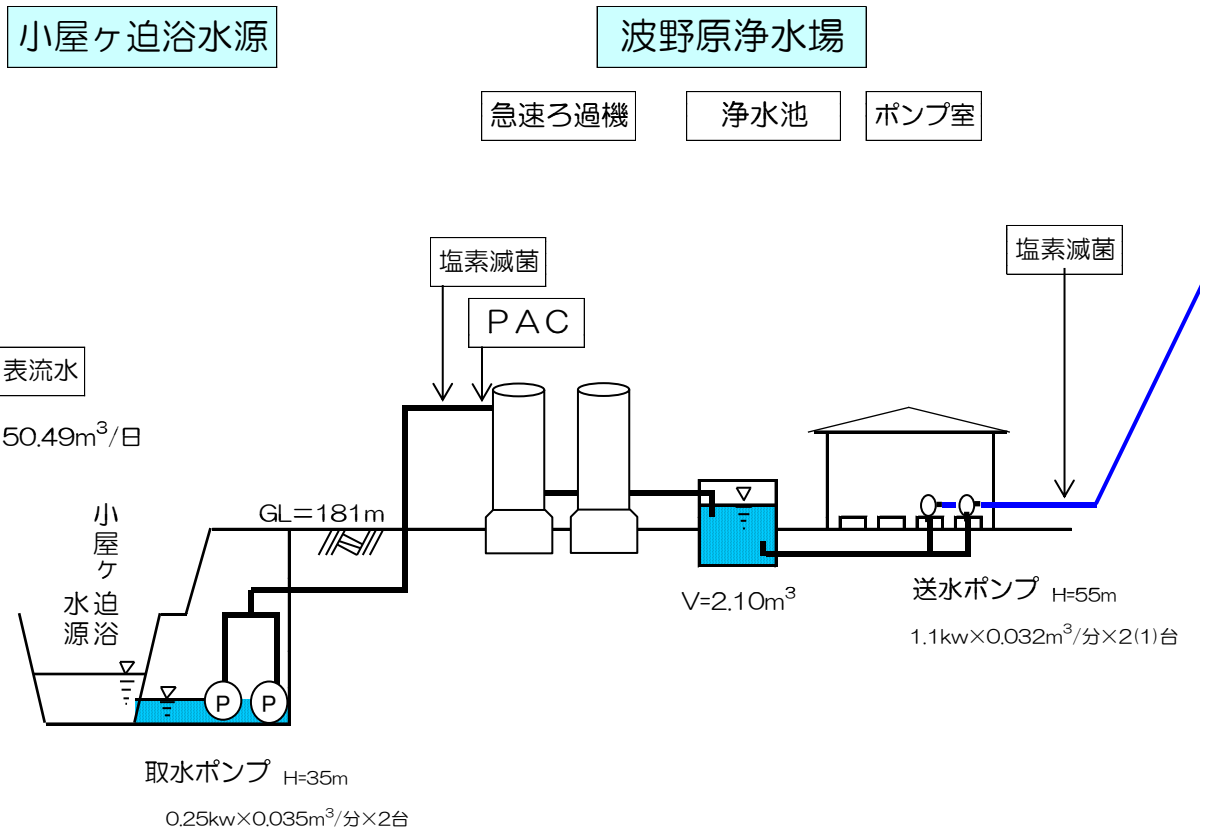 小屋ヶ迫浴水源
波野原浄水場
急速ろ過機
浄水池
ポンプ室
塩素滅菌
塩素滅菌
PAC
表流水
50.49m³/日
小屋ヶ迫浴
水源
GL=181m
P
P
V=2.10m³
送水ポンプ H=55m
1.1kw×0.032m³/分×2(1)台
取水ポンプ H=35m
0.25kw×0.035m³/分×2台